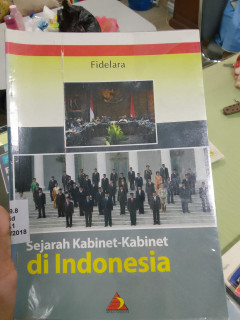 Fidelara
Sejarah Kabinet-Kabinet
di Indonesia
/2018